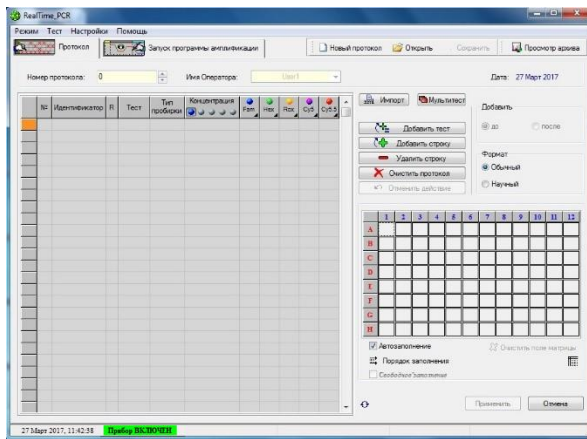 RealTime_PCR
Режим Тест Настройки Помощь
Протокол Запуск программы амплификации Новый протокол Открыть Сохранить Просмотр архива
Номер протокола: 0 Имя Оператора: User1 Дата: 27 Март 2017
№ Идентификатор R Тест Тип пробирки Концентрация Fam Hex Rox Cy5 Cy5.5
Импорт Мультитест
Добавить
до после
Добавить тест
Добавить строку
Удалить строку
Очистить протокол
Отменить действие
Формат
Обычный
Научный
1 2 3 4 5 6 7 8 9 10 11 12
A
B
C
D
E
F
G
H
Автозаполнение Очистить поле матрицы
Порядок заполнения
Свободное заполнение
Применить Отмена
27 Март 2017, 11:42:38 Прибор ВКЛЮЧЕН